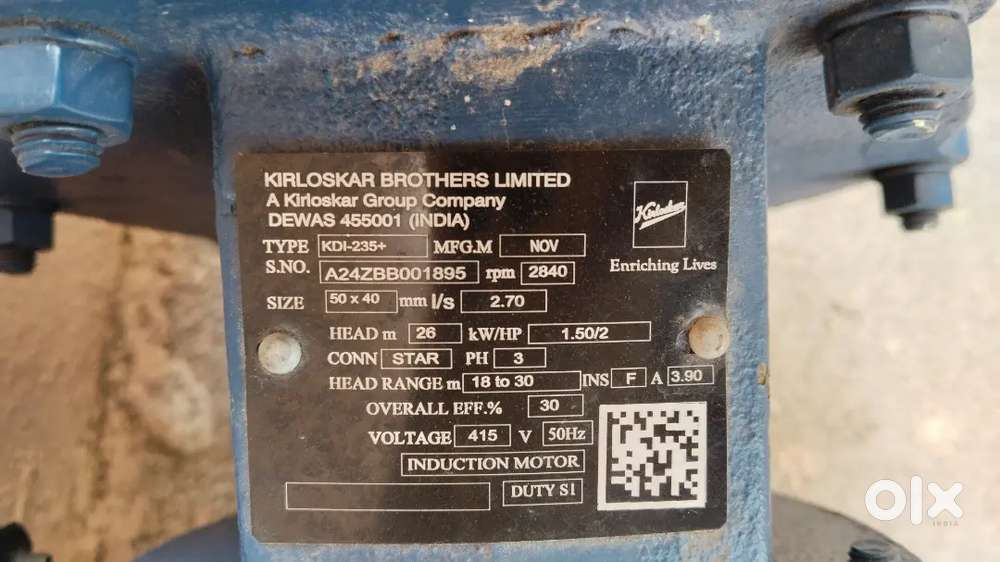 KIRLOSKAR BROTHERS LIMITED
A Kirloskar Group Company
DEWAS 455001 (INDIA)
Kirloskar
Enriching Lives
TYPE KDI-235+ MFG.M NOV
S.NO. A24ZBB001895 rpm 2840
SIZE 50 x 40 mm l/s 2.70
HEAD m 26 kW/HP 1.50/2
CONN STAR PH 3
HEAD RANGE m 18 to 30 INS F A 3.90
OVERALL EFF.% 30
VOLTAGE 415 V 50Hz
INDUCTION MOTOR
DUTY S1
olx
INDIA